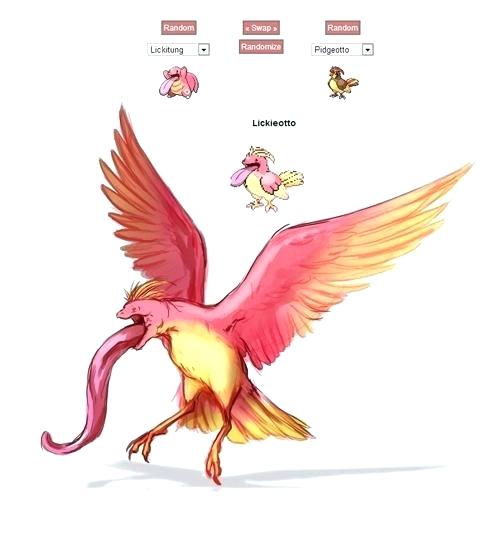 Random
« Swap »
Random
Lickitung
Randomize
Pidgeotto
Lickieotto